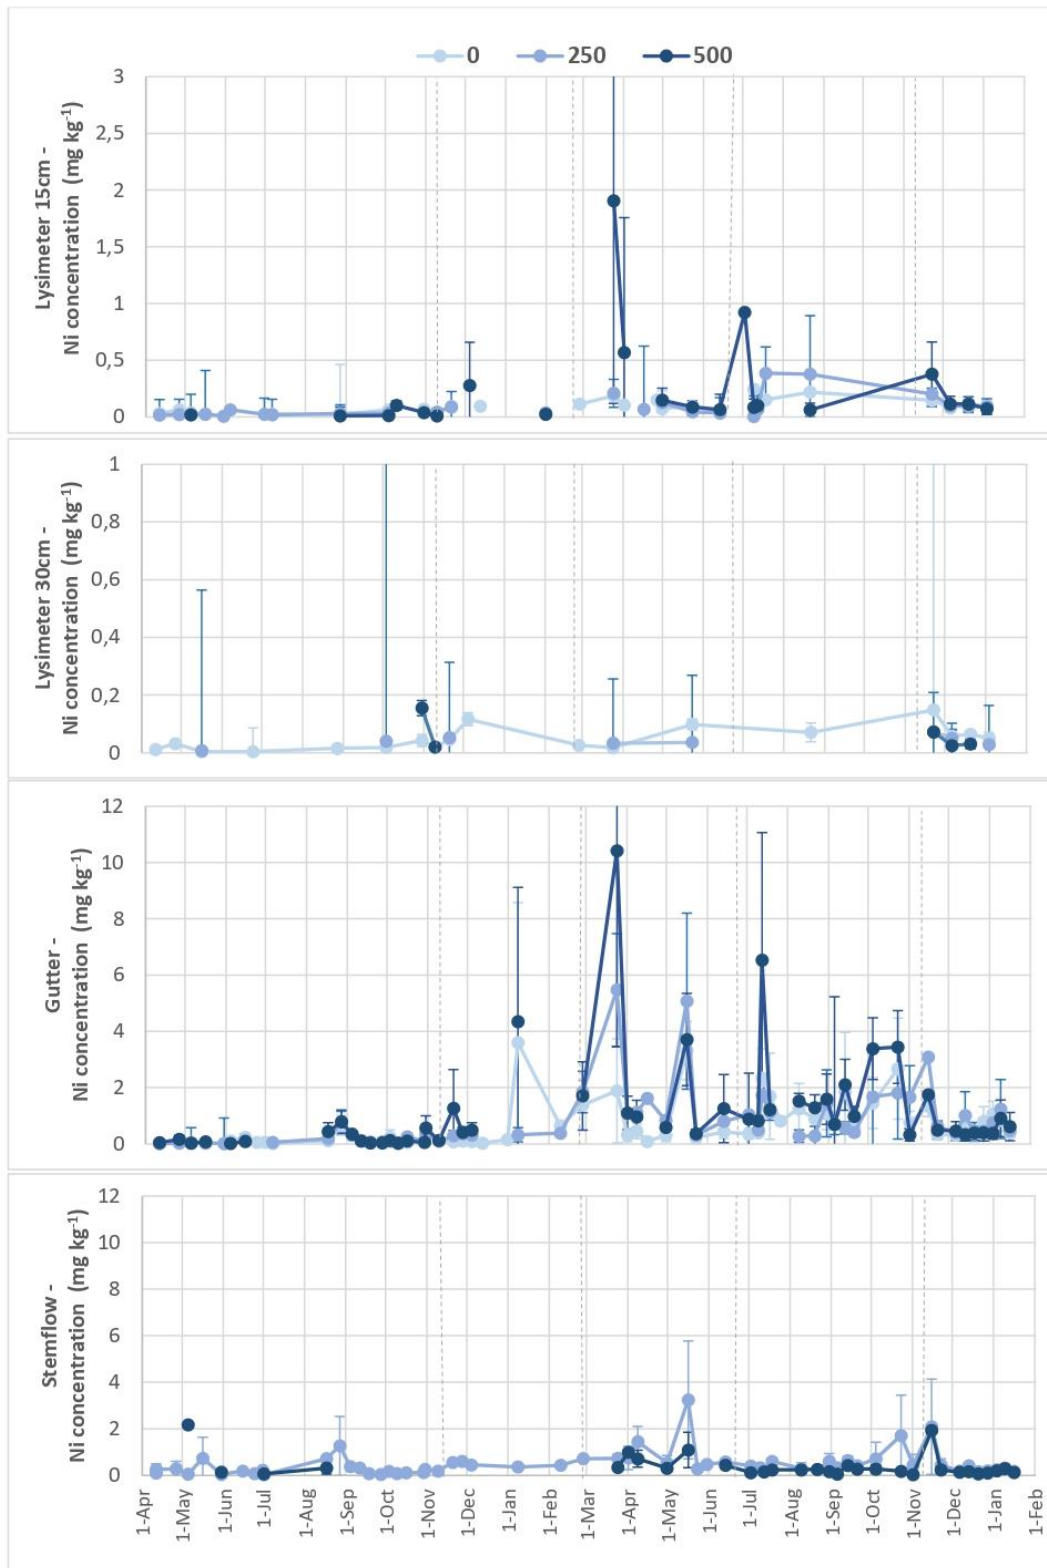 0 250 500
Lysimeter 15cm -
Ni concentration (mg kg-1)
3
2,5
2
1,5
1
0,5
0
Lysimeter 30cm -
Ni concentration (mg kg-1)
1
0,8
0,6
0,4
0,2
0
Gutter -
Ni concentration (mg kg-1)
12
10
8
6
4
2
0
Stemflow -
Ni concentration (mg kg-1)
12
10
8
6
4
2
0
1-Apr
1-May
1-Jun
1-Jul
1-Aug
1-Sep
1-Oct
1-Nov
1-Dec
1-Jan
1-Feb
1-Mar
1-Apr
1-May
1-Jun
1-Jul
1-Aug
1-Sep
1-Oct
1-Nov
1-Dec
1-Jan
1-Feb